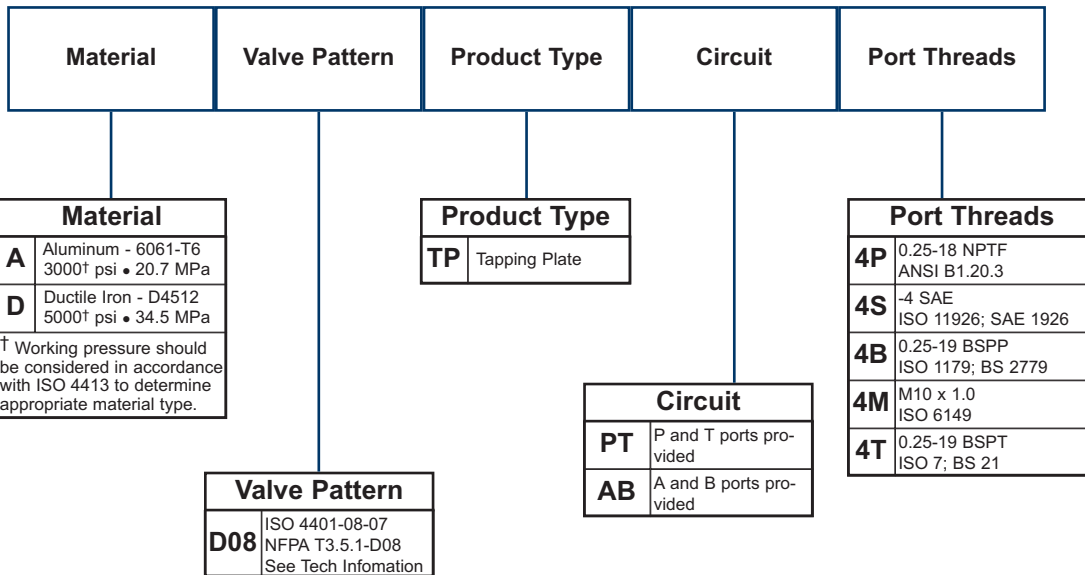 Material
Valve Pattern
Product Type
Circuit
Port Threads
Material
A
Aluminum - 6061-T6
3000† psi • 20.7 MPa
D
Ductile Iron - D4512
5000† psi • 34.5 MPa
† Working pressure should
be considered in accordance
with ISO 4413 to determine
appropriate material type.
Valve Pattern
D08
ISO 4401-08-07
NFPA T3.5.1-D08
See Tech Infomation
Product Type
TP
Tapping Plate
Circuit
PT
P and T ports pro-
vided
AB
A and B ports pro-
vided
Port Threads
4P
0.25-18 NPTF
ANSI B1.20.3
4S
-4 SAE
ISO 11926; SAE 1926
4B
0.25-19 BSPP
ISO 1179; BS 2779
4M
M10 x 1.0
ISO 6149
4T
0.25-19 BSPT
ISO 7; BS 21